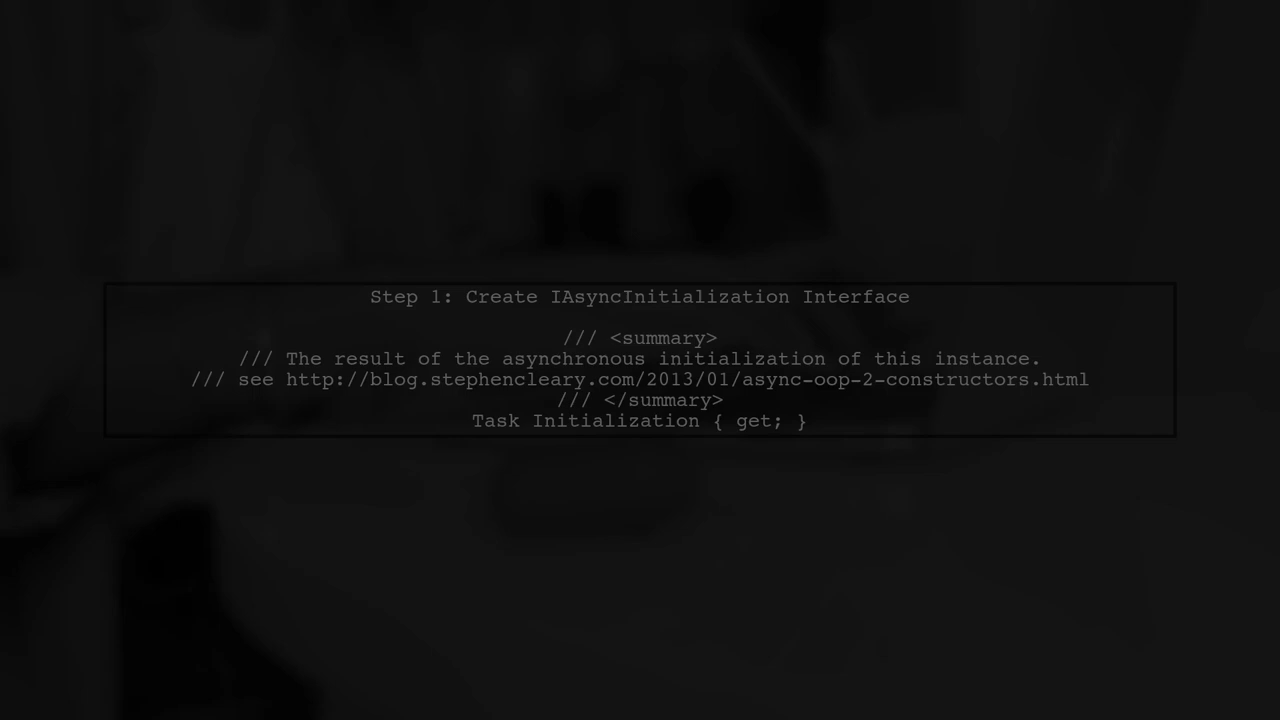 Step 1: Create IAsyncInitialization Interface
/// <summary>
/// The result of the asynchronous initialization of this instance.
/// see http://blog.stephencleary.com/2013/01/async-oop-2-constructors.html
/// </summary>
Task Initialization { get; }